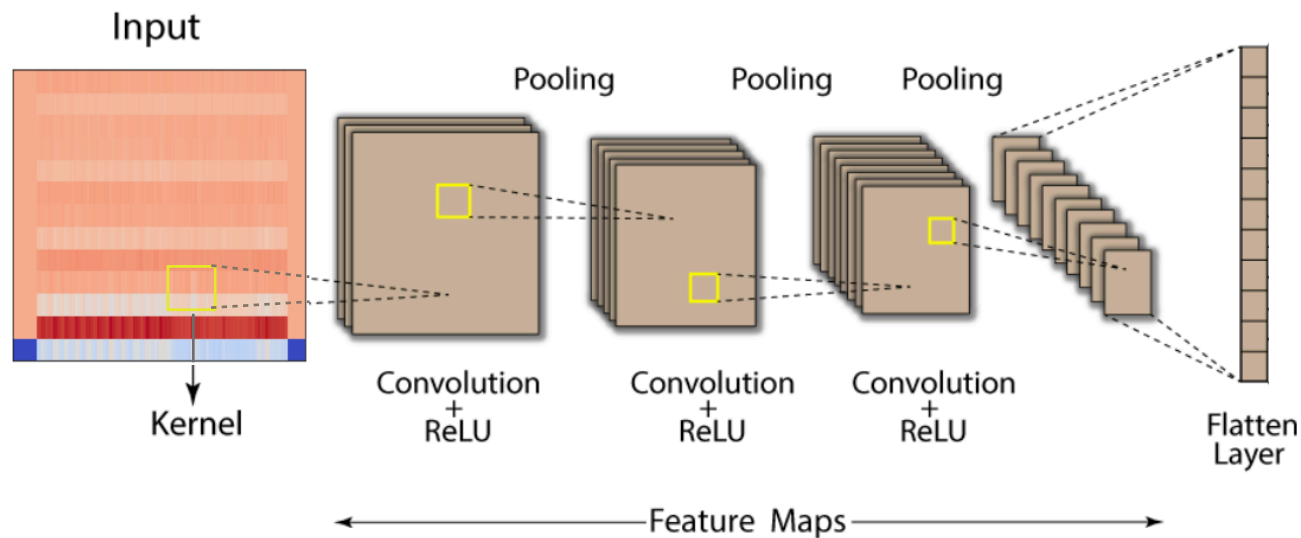 Input
Pooling
Pooling
Pooling
Kernel
Convolution
+
ReLU
Convolution
+
ReLU
Convolution
+
ReLU
Flatten
Layer
Feature Maps